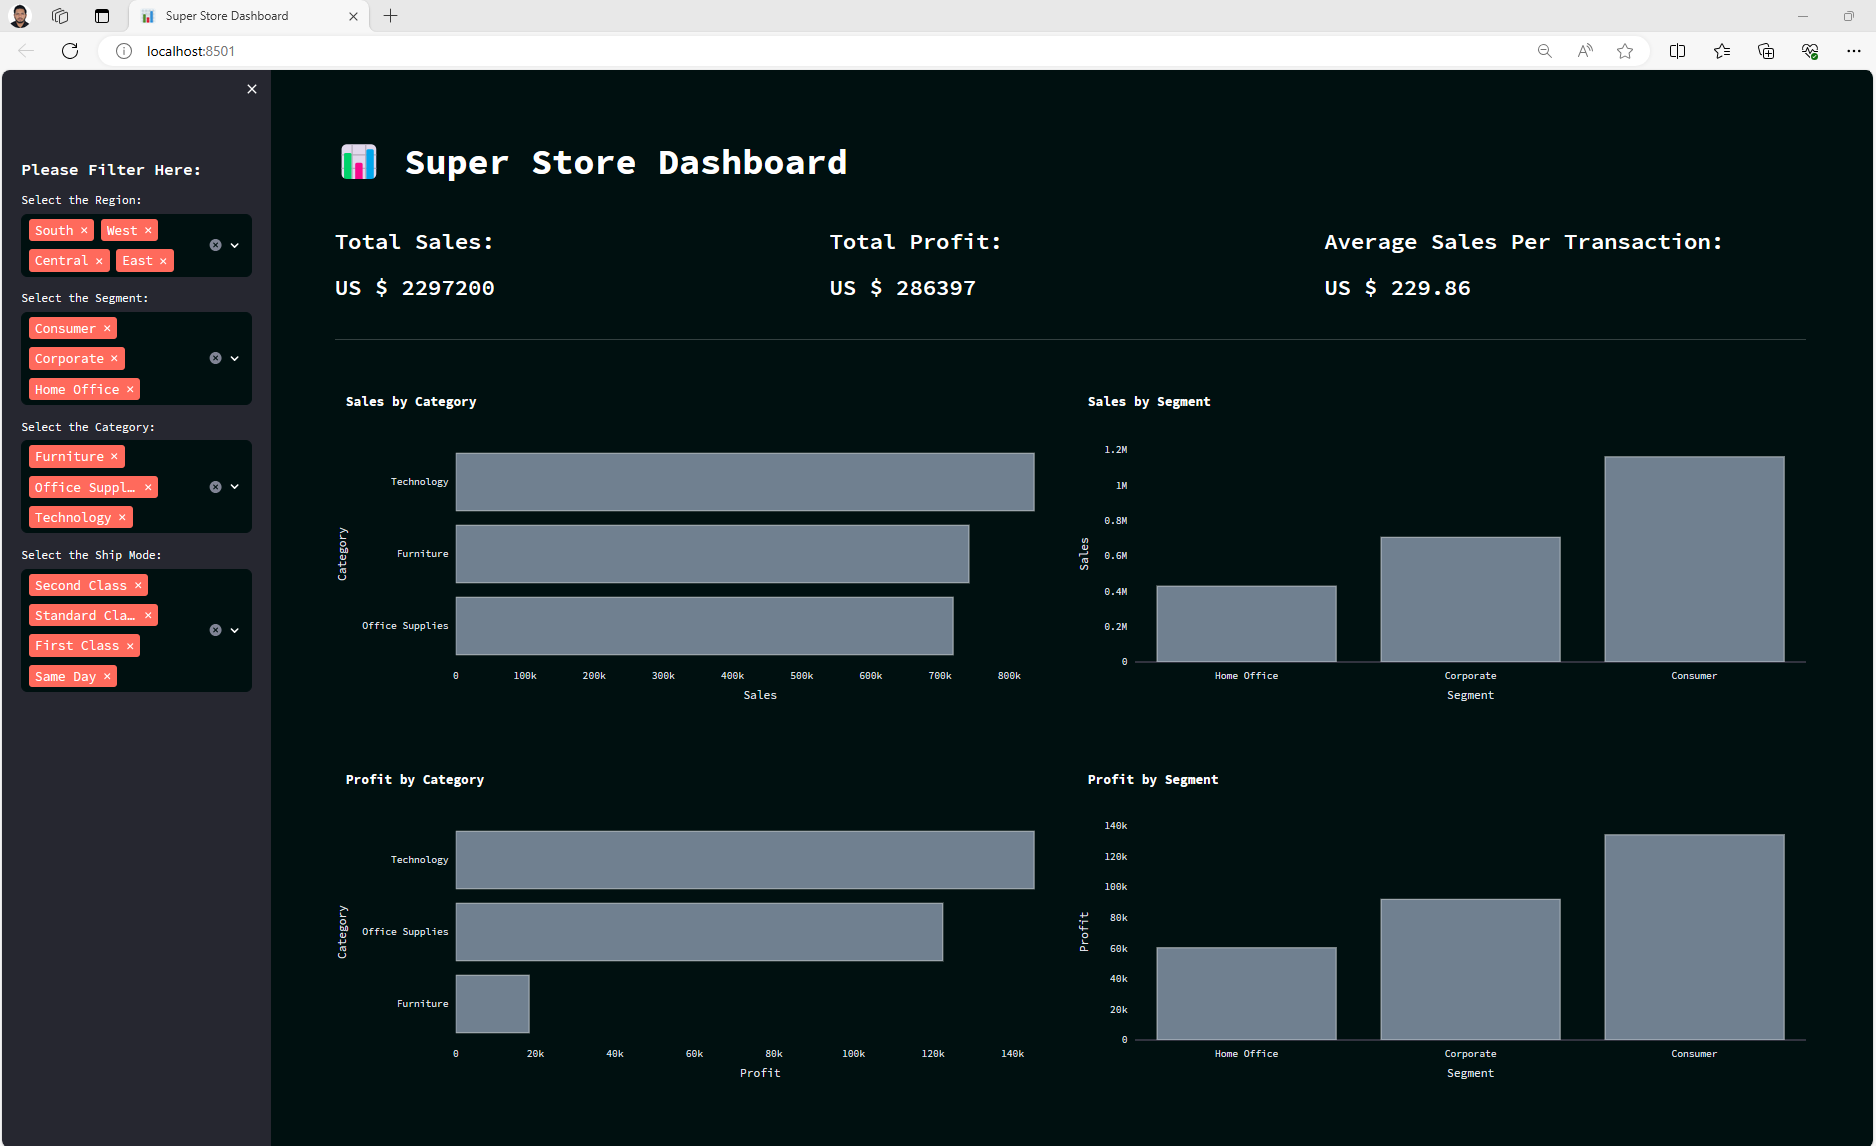 Super Store Dashboard
localhost:8501
Please Filter Here:
Select the Region:
South × West ×
Central × East ×
Select the Segment:
Consumer ×
Corporate ×
Home Office ×
Select the Category:
Furniture ×
Office Suppl… ×
Technology ×
Select the Ship Mode:
Second Class ×
Standard Cla… ×
First Class ×
Same Day ×
Super Store Dashboard
Total Sales:
US $ 2297200
Total Profit:
US $ 286397
Average Sales Per Transaction:
US $ 229.86
Sales by Category
Category
Technology
Furniture
Office Supplies
0 100k 200k 300k 400k 500k 600k 700k 800k
Sales
Sales by Segment
Sales
1.2M
1M
0.8M
0.6M
0.4M
0.2M
0
Home Office Corporate Consumer
Segment
Profit by Category
Category
Technology
Office Supplies
Furniture
0 20k 40k 60k 80k 100k 120k 140k
Profit
Profit by Segment
Profit
140k
120k
100k
80k
60k
40k
20k
0
Home Office Corporate Consumer
Segment